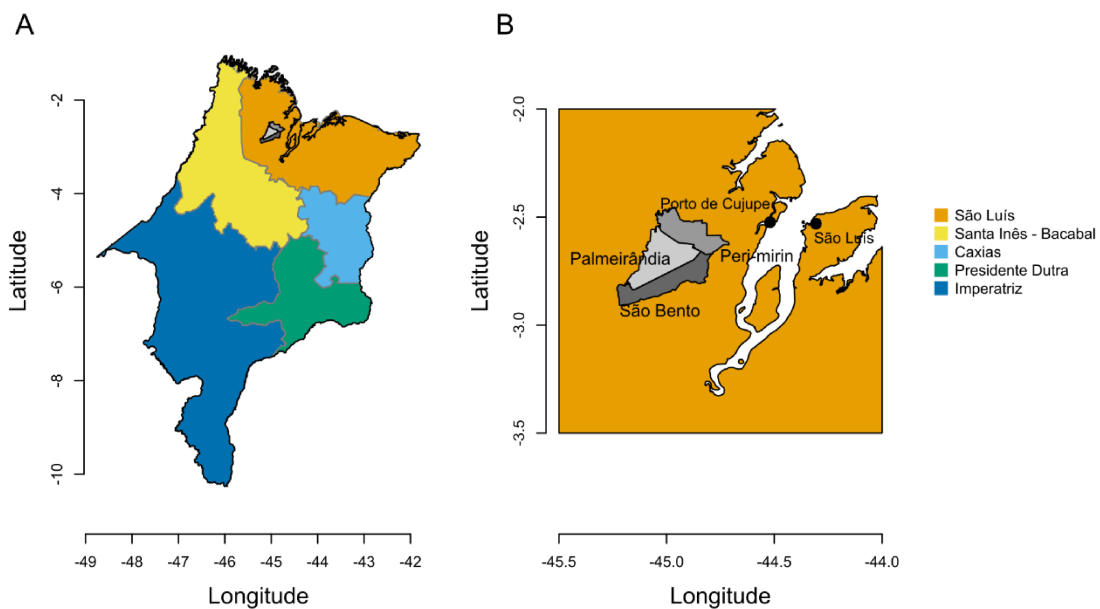 A
B
Latitude
-2
-4
-6
-8
-10
-49
-48
-47
-46
-45
-44
-43
-42
Longitude
Latitude
2.0
-2.5
-3.0
-3.5
Porto de Cujupe
São Luís
Palmeirândia
Peri-mirin
São Bento
-45.5
-45.0
-44.5
-44.0
Longitude
São Luís
Santa Inês - Bacabal
Caxias
Presidente Dutra
Imperatriz